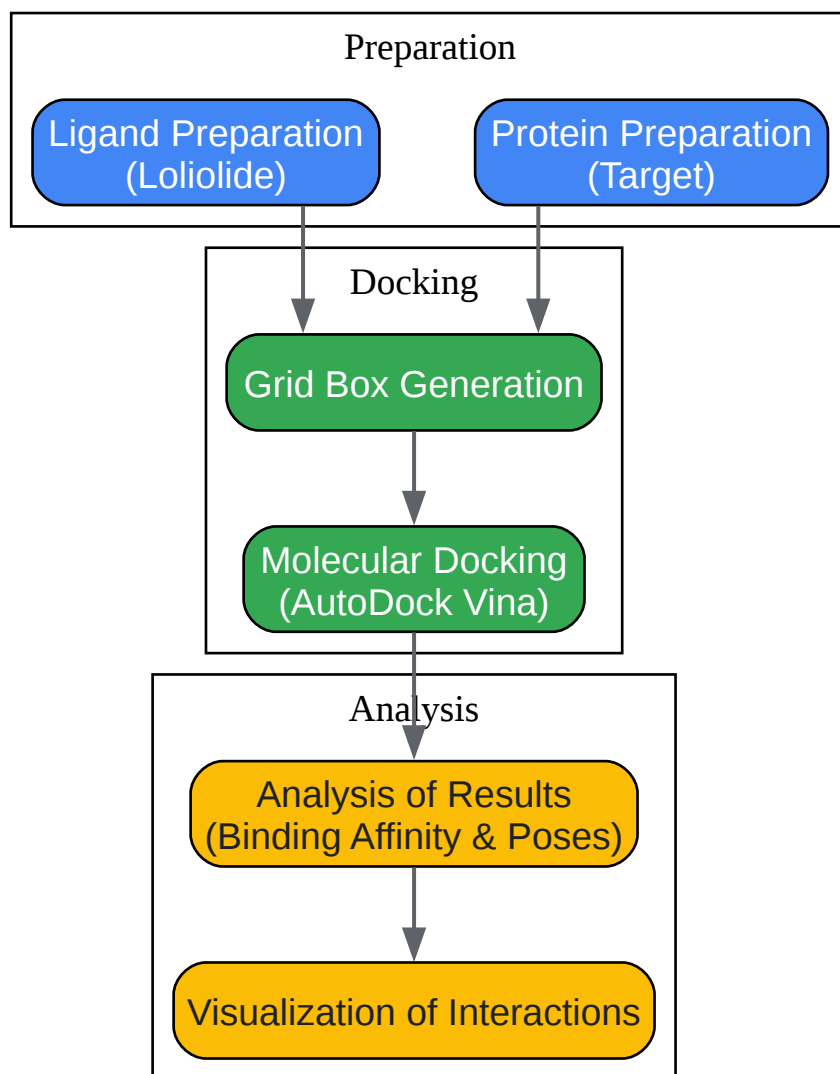 Preparation
Ligand Preparation
(Loliolide)
Protein Preparation
(Target)
Docking
Grid Box Generation
Molecular Docking
(AutoDock Vina)
Analysis
Analysis of Results
(Binding Affinity & Poses)
Visualization of Interactions